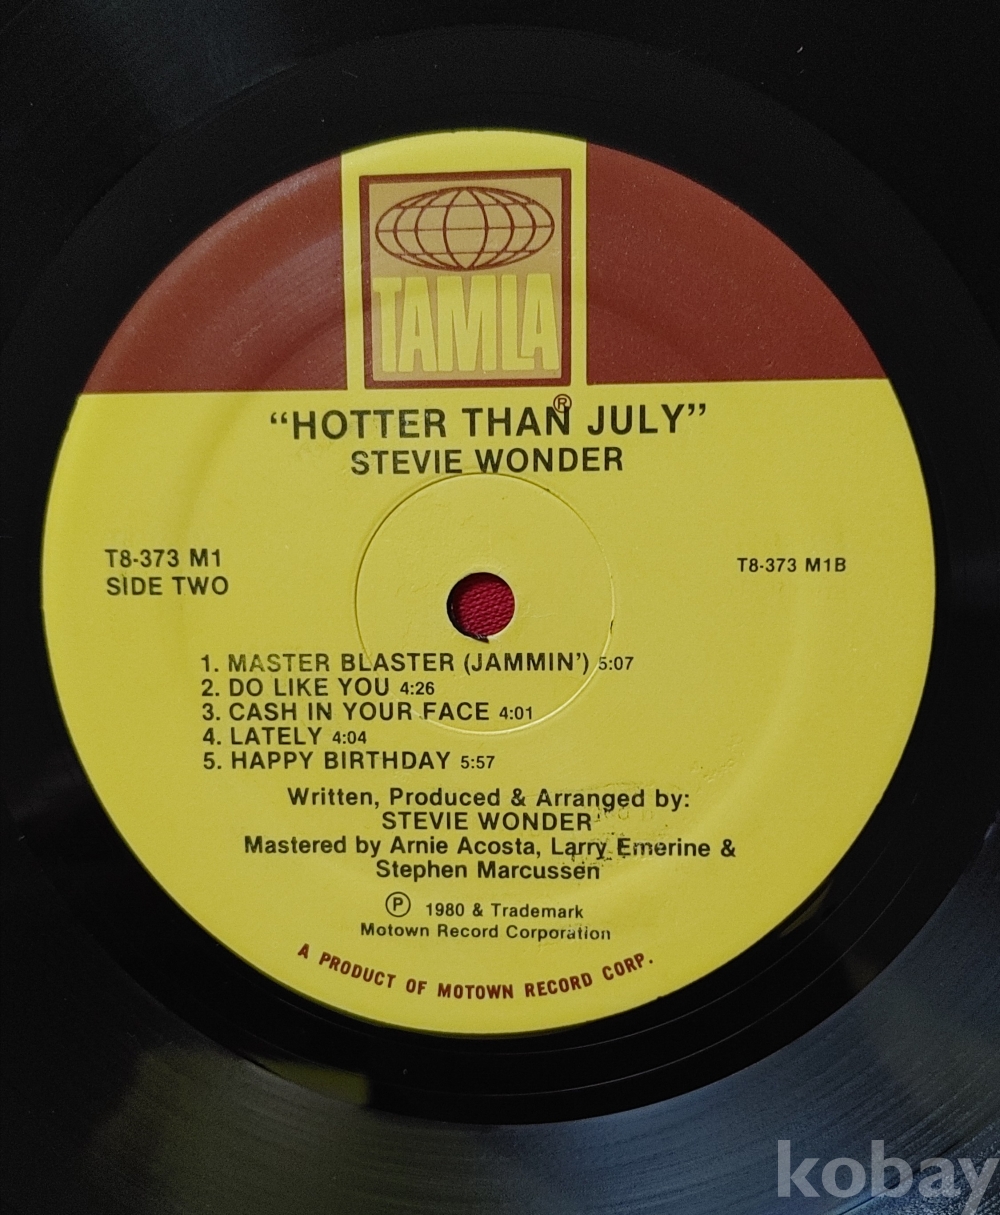 TAMLA
®
“HOTTER THAN JULY”
STEVIE WONDER
T8-373 M1
SIDE TWO
T8-373 M1B
1. MASTER BLASTER (JAMMIN’) 5:07
2. DO LIKE YOU 4:26
3. CASH IN YOUR FACE 4:01
4. LATELY 4:04
5. HAPPY BIRTHDAY 5:57
Written, Produced & Arranged by:
STEVIE WONDER
Mastered by Arnie Acosta, Larry Emerine &
Stephen Marcussen
Ⓟ 1980 & Trademark
Motown Record Corporation
A PRODUCT OF MOTOWN RECORD CORP.
kobay